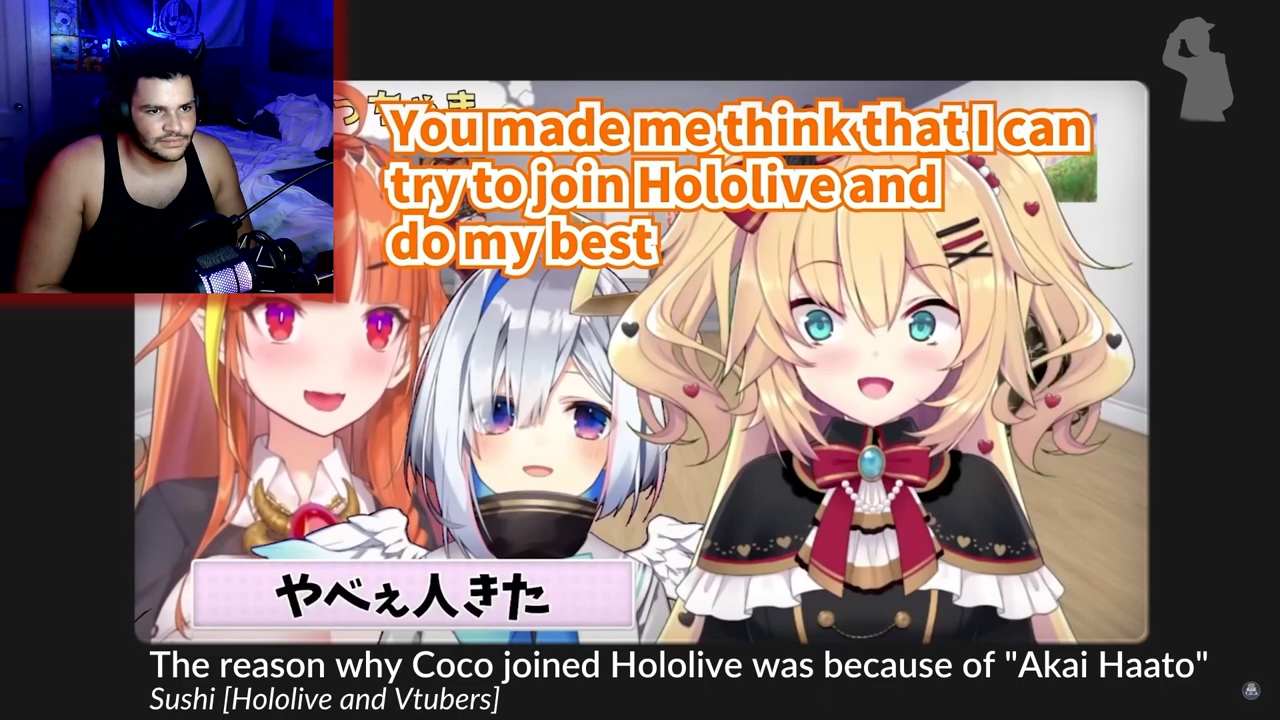 You made me think that I can
try to join Hololive and
do my best
やべぇ人きた
The reason why Coco joined Hololive was because of "Akai Haato"
Sushi [Hololive and Vtubers]